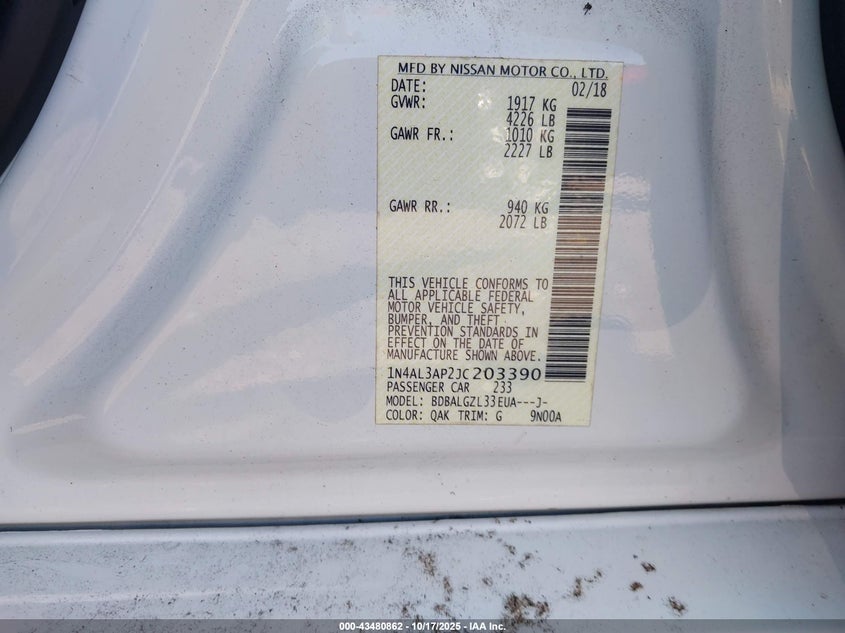 MFD BY NISSAN MOTOR CO., LTD.
DATE: 02/18
GVWR: 1917 KG
4226 LB
GAWR FR.: 1010 KG
2227 LB
GAWR RR.: 940 KG
2072 LB
THIS VEHICLE CONFORMS TO
ALL APPLICABLE FEDERAL
MOTOR VEHICLE SAFETY,
BUMPER, AND THEFT
PREVENTION STANDARDS IN
EFFECT ON THE DATE OF
MANUFACTURE SHOWN ABOVE.
1N4AL3AP2JC203390
PASSENGER CAR 233
MODEL: BDBALGZL33EUA---J-
COLOR: QAK TRIM: G 9N00A
000-43480862 | 10/17/2025 | IAA Inc.